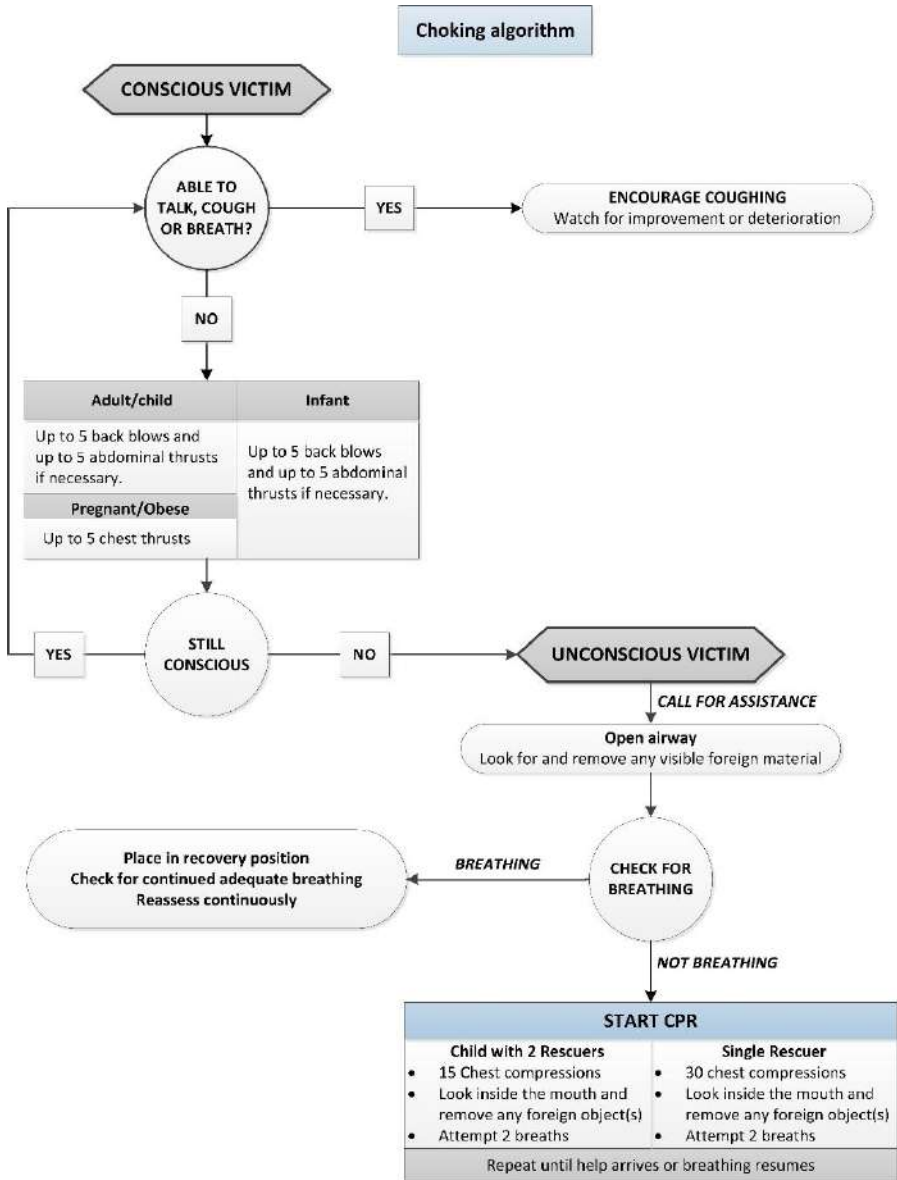 Choking algorithm
CONSCIOUS VICTIM
ABLE TO
TALK, COUGH
OR BREATH?
YES
ENCOURAGE COUGHING
Watch for improvement or deterioration
NO
Adult/child
Up to 5 back blows and
up to 5 abdominal thrusts
if necessary.
Pregnant/Obese
Up to 5 chest thrusts
Infant
Up to 5 back blows
and up to 5 abdominal
thrusts if necessary.
YES
STILL
CONSCIOUS
NO
UNCONSCIOUS VICTIM
CALL FOR ASSISTANCE
Open airway
Look for and remove any visible foreign material
CHECK FOR
BREATHING
BREATHING
Place in recovery position
Check for continued adequate breathing
Reassess continuously
NOT BREATHING
START CPR
Child with 2 Rescuers
• 15 Chest compressions
• Look inside the mouth and
remove any foreign object(s)
• Attempt 2 breaths
Single Rescuer
• 30 chest compressions
• Look inside the mouth and
remove any foreign object(s)
• Attempt 2 breaths
Repeat until help arrives or breathing resumes